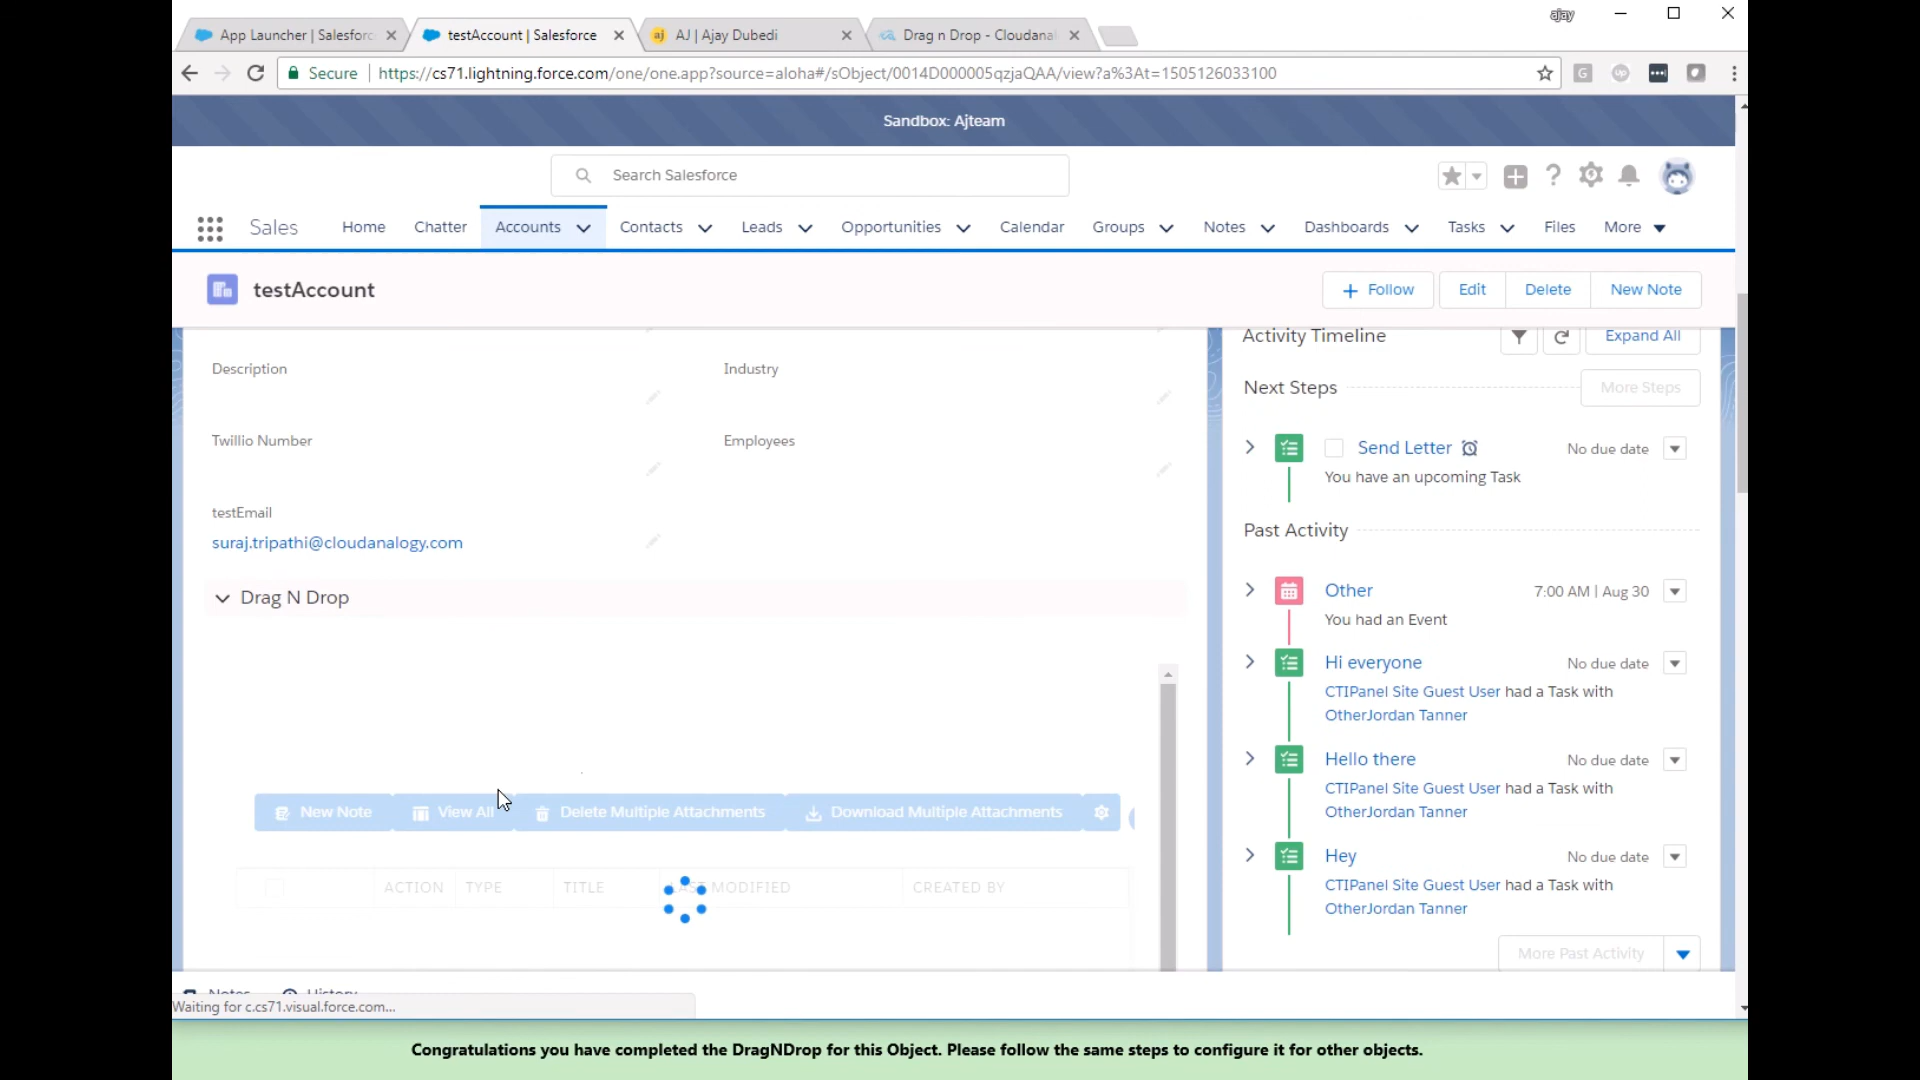 ajay
App Launcher | Salesforc
testAccount | Salesforce
AJ | Ajay Dubedi
Drag n Drop - Cloudanal
Secure
https://cs71.lightning.force.com/one/one.app?source=aloha#/sObject/0014D000005qzjaQAA/view?a%3At=1505126033100
Sandbox: Ajteam
Search Salesforce
Sales
Home
Chatter
Accounts
Contacts
Leads
Opportunities
Calendar
Groups
Notes
Dashboards
Tasks
Files
More
testAccount
Follow
Edit
Delete
New Note
Description
Industry
Twillio Number
Employees
testEmail
suraj.tripathi@cloudanalogy.com
Drag N Drop
New Note
View All
Delete Multiple Attachments
Download Multiple Attachments
ACTION
TYPE
TITLE
LAST MODIFIED
CREATED BY
Activity Timeline
Expand All
Next Steps
More Steps
Send Letter
No due date
You have an upcoming Task
Past Activity
Other
7:00 AM | Aug 30
You had an Event
Hi everyone
No due date
CTIPanel Site Guest User had a Task with
OtherJordan Tanner
Hello there
No due date
CTIPanel Site Guest User had a Task with
OtherJordan Tanner
Hey
No due date
CTIPanel Site Guest User had a Task with
OtherJordan Tanner
More Past Activity
Notes
History
Waiting for c.cs71.visual.force.com...
Congratulations you have completed the DragNDrop for this Object. Please follow the same steps to configure it for other objects.